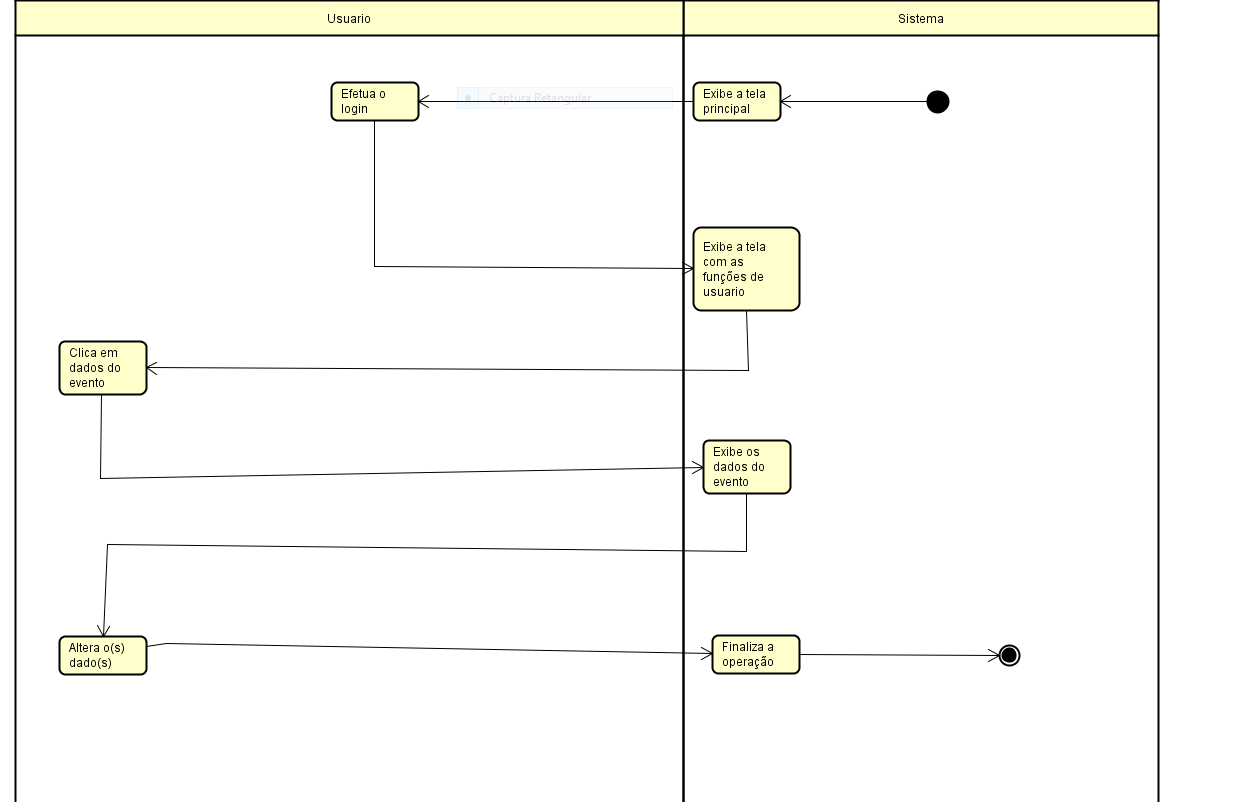 Usuario
Sistema
Efetua o
login
Captura Retangular
Exibe a tela
principal
Exibe a tela
com as
funções de
usuario
Clica em
dados do
evento
Exibe os
dados do
evento
Altera o(s)
dado(s)
Finaliza a
operação